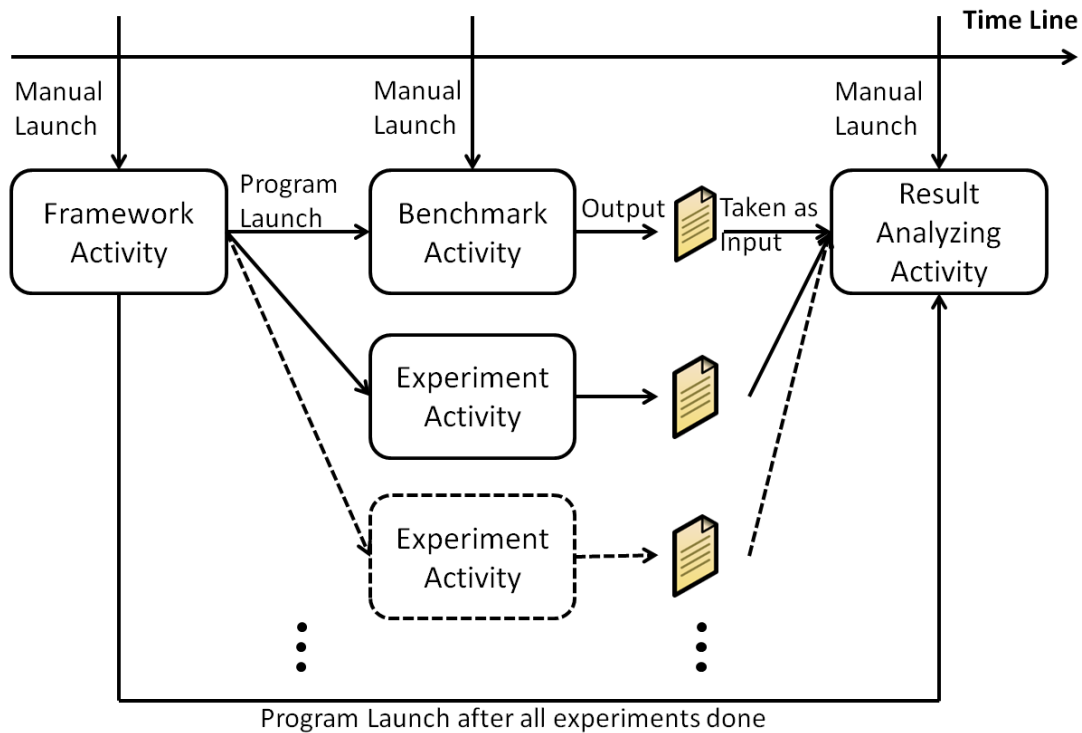 Time Line
Manual
Launch
Manual
Launch
Manual
Launch
Framework
Activity
Program
Launch
Benchmark
Activity
Output
Taken as
Input
Result
Analyzing
Activity
Experiment
Activity
Experiment
Activity
Program Launch after all experiments done